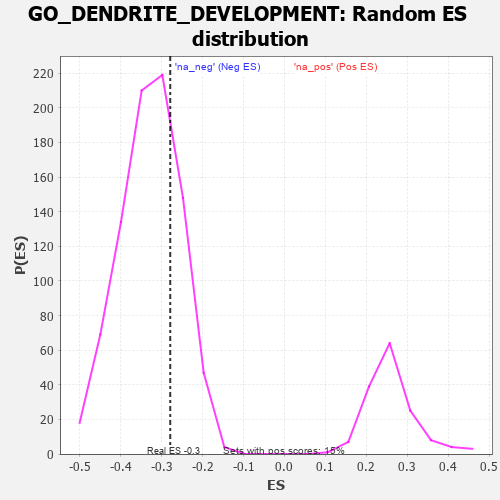 GO_DENDRITE_DEVELOPMENT: Random ES
distribution
'na_neg' (Neg ES) 'na_pos' (Pos ES)
220
200
180
160
140
120
100
80
60
40
20
0
P(ES)
Real ES -0.3 Sets with pos scores: 15%
-0.5 -0.4 -0.3 -0.2 -0.1 0.0 0.1 0.2 0.3 0.4 0.5
ES